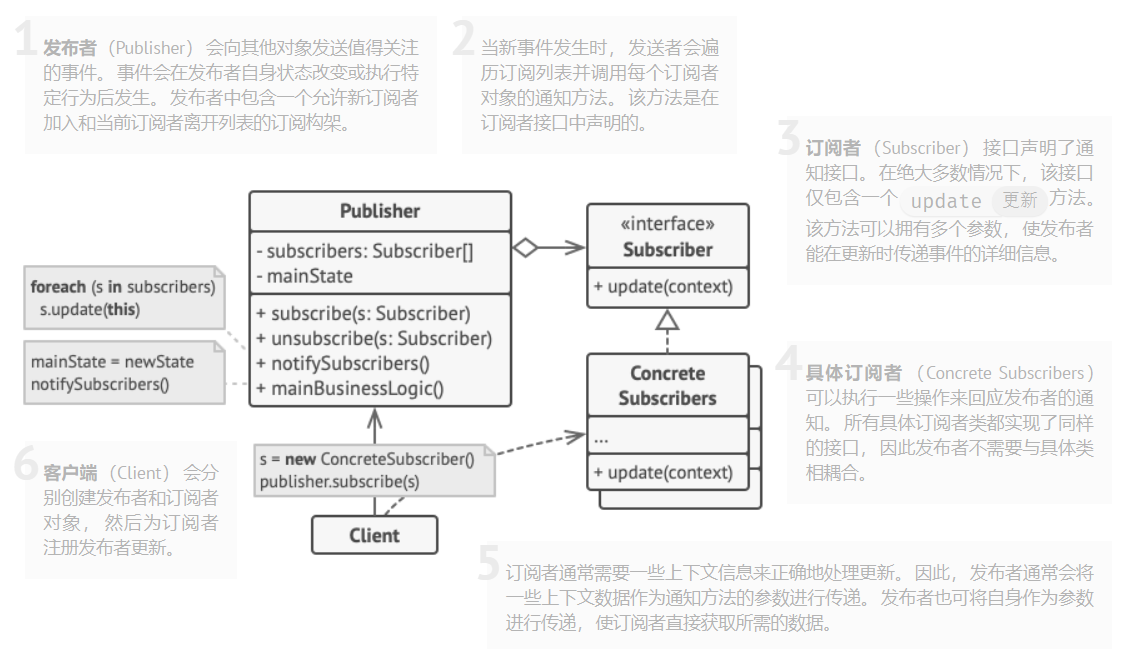 1
发布者（Publisher）会向其他对象发送值得关注
的事件。事件会在发布者自身状态改变或执行特
定行为后发生。发布者中包含一个允许新订阅者
加入和当前订阅者离开列表的订阅构架。
2
当新事件发生时，发送者会遍
历订阅列表并调用每个订阅者
对象的通知方法。该方法是在
订阅者接口中声明的。
3
订阅者（Subscriber）接口声明了通
知接口。在绝大多数情况下，该接口
仅包含一个 update 更新 方法。
该方法可以拥有多个参数，使发布者
能在更新时传递事件的详细信息。
Publisher
- subscribers: Subscriber[]
- mainState
+ subscribe(s: Subscriber)
+ unsubscribe(s: Subscriber)
+ notifySubscribers()
+ mainBusinessLogic()
«interface»
Subscriber
+ update(context)
foreach (s in subscribers)
s.update(this)
mainState = newState
notifySubscribers()
Concrete
Subscribers
...
+ update(context)
4
具体订阅者（Concrete Subscribers）
可以执行一些操作来回应发布者的通
知。所有具体订阅者类都实现了同样
的接口，因此发布者不需要与具体类
相耦合。
s = new ConcreteSubscriber()
publisher.subscribe(s)
Client
6
客户端（Client）会分
别创建发布者和订阅者
对象，然后为订阅者
注册发布者更新。
5
订阅者通常需要一些上下文信息来正确地处理更新。因此，发布者通常会将
一些上下文数据作为通知方法的参数进行传递。发布者也可将自身作为参数
进行传递，使订阅者直接获取所需的数据。